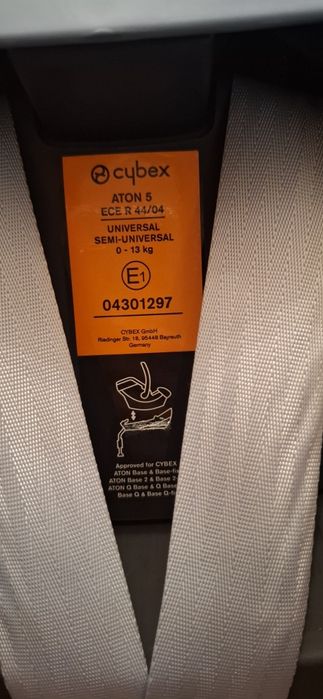 cybex
ATON 5
ECE R 44/04
UNIVERSAL
SEMI-UNIVERSAL
0 - 13 kg
E1
04301297
CYBEX GmbH
Riedinger Str. 18, 95448 Bayreuth
Germany
Approved for CYBEX
ATON Base & Base-fix
ATON Base 2 & Base 2-
ATON Q Base & Q Base
Base Q & Base Q-fi